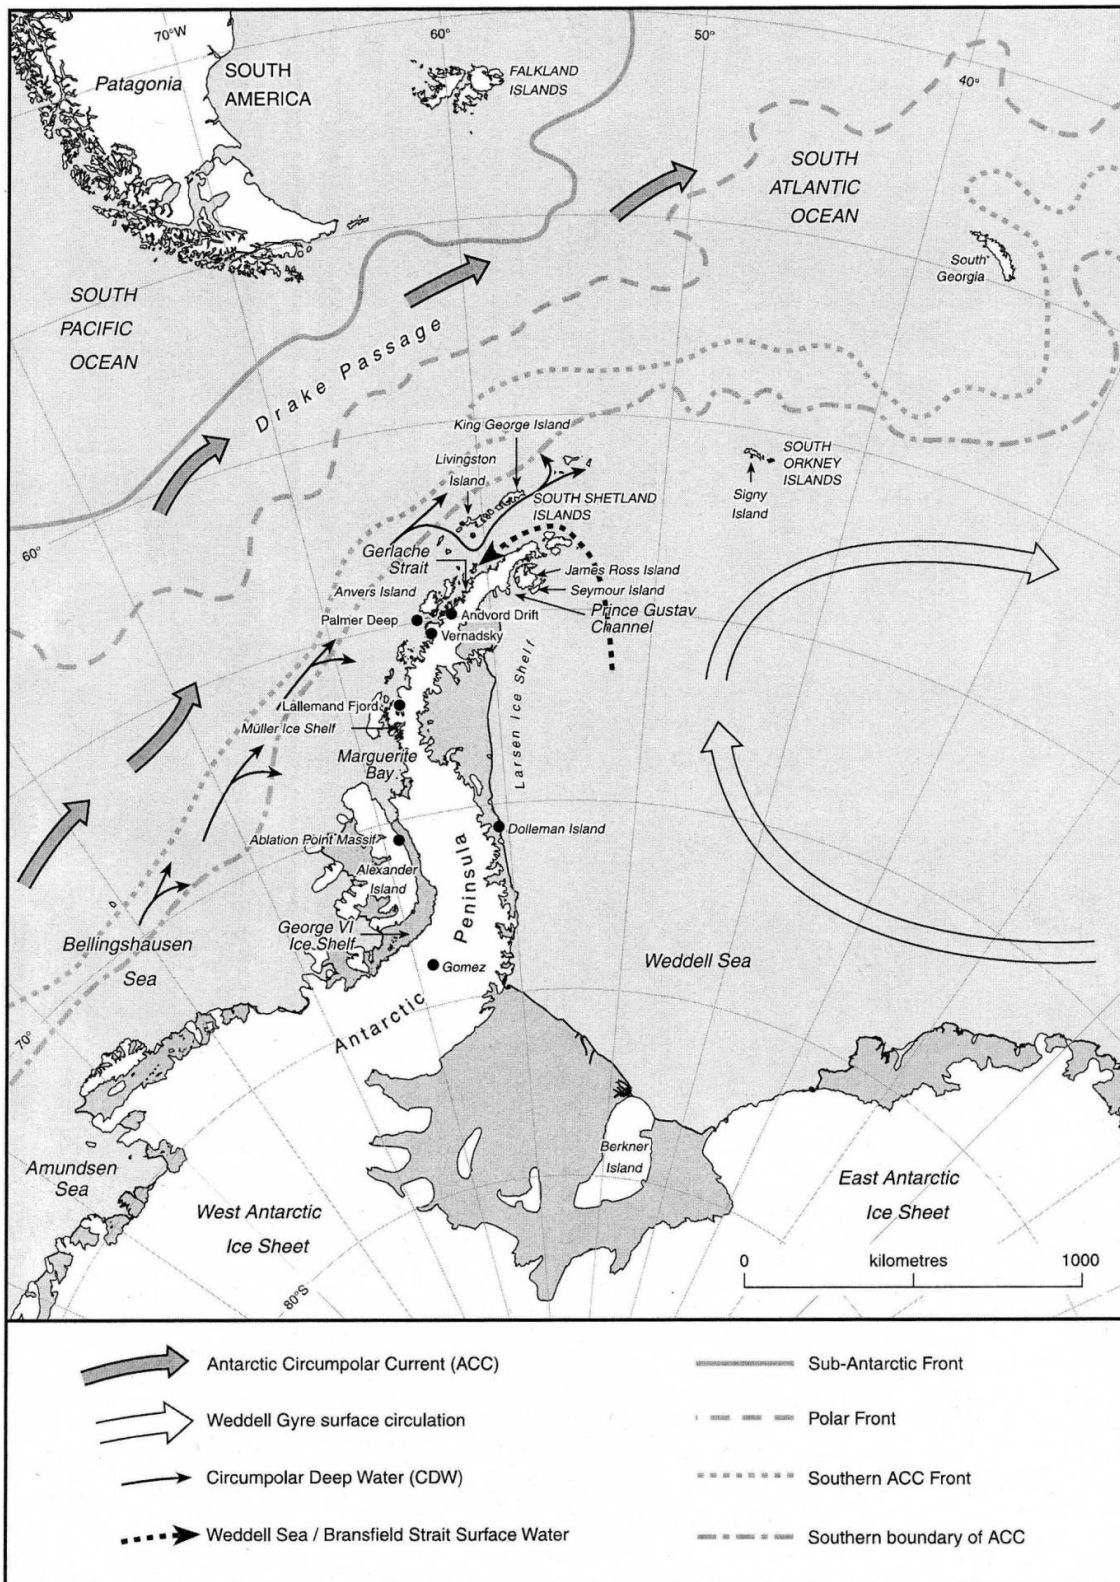 70°W
60°
50°
40°
Patagonia
SOUTH
AMERICA
FALKLAND
ISLANDS
SOUTH
ATLANTIC
OCEAN
South
Georgia
SOUTH
PACIFIC
OCEAN
Drake Passage
King George Island
Livingston
Island
SOUTH SHETLAND
ISLANDS
SOUTH
ORKNEY
ISLANDS
Signy
Island
60°
Gerlache
Strait
James Ross Island
Seymour Island
Anvers Island
Prince Gustav
Channel
Palmer Deep
Andvord Drift
Vernadsky
Larsen Ice Shelf
Lallemand Fjord
Müller Ice Shelf
Marguerite
Bay
Dolleman Island
Ablation Point Massif
Alexander
Island
Peninsula
George VI
Ice Shelf
Bellingshausen
Sea
Weddell Sea
Gomez
Antarctic
70°
Amundsen
Sea
Berkner
Island
West Antarctic
Ice Sheet
East Antarctic
Ice Sheet
0 kilometres 1000
80°S
Antarctic Circumpolar Current (ACC)
Sub-Antarctic Front
Weddell Gyre surface circulation
Polar Front
Circumpolar Deep Water (CDW)
Southern ACC Front
Weddell Sea / Bransfield Strait Surface Water
Southern boundary of ACC